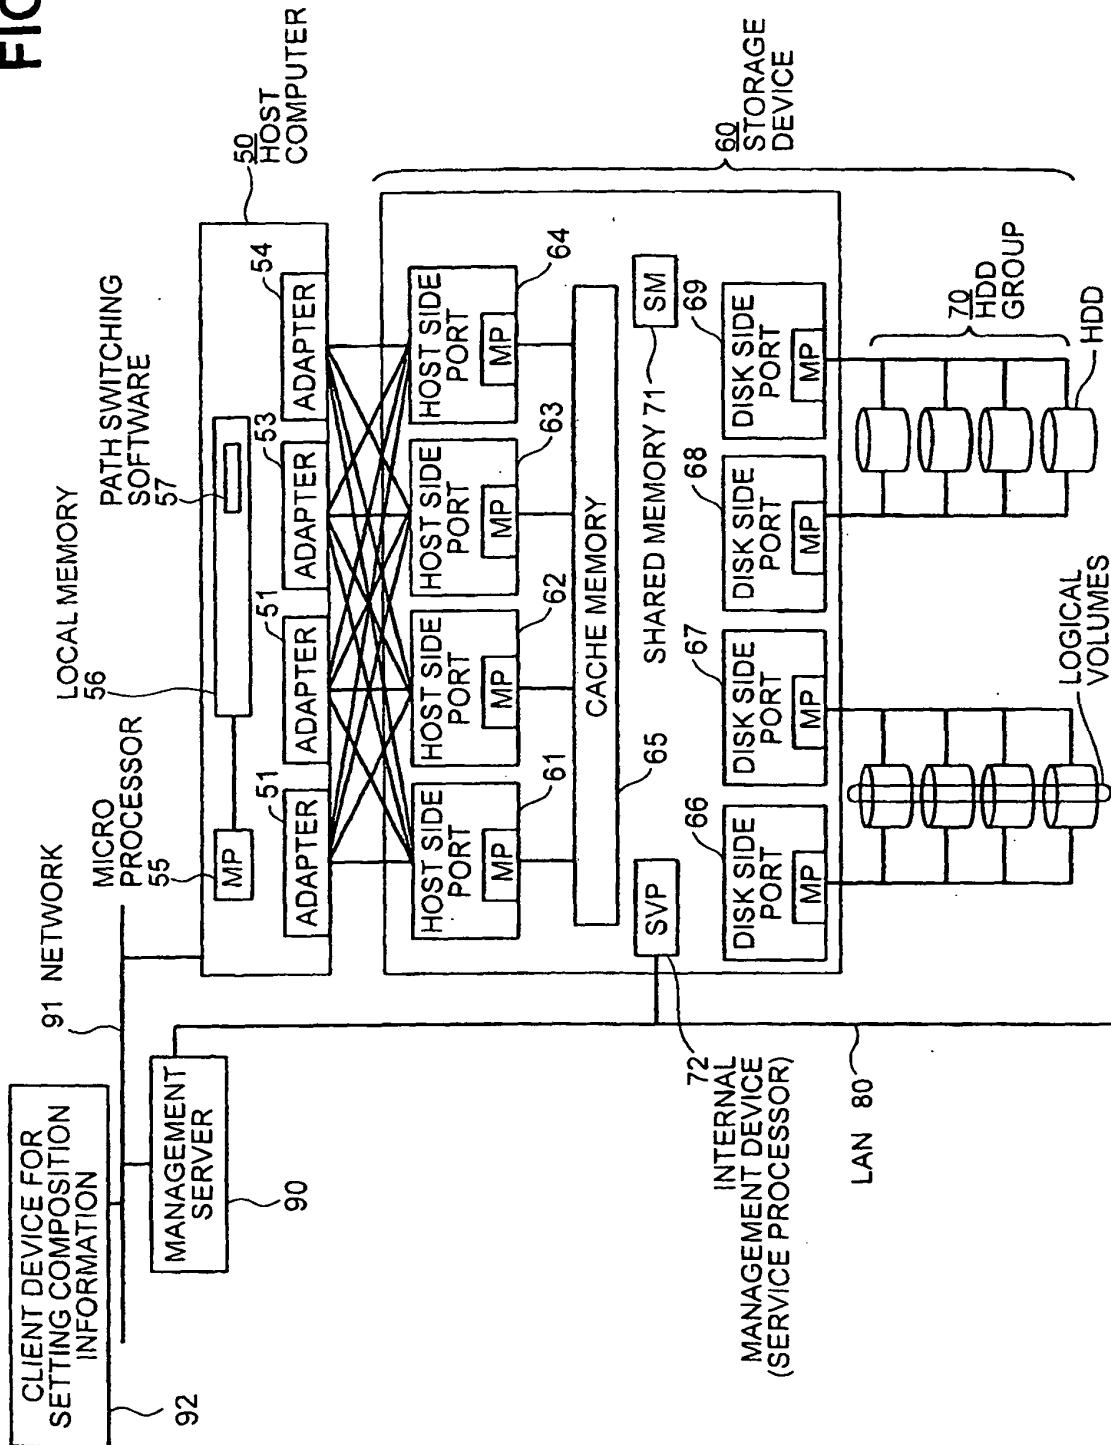 FIG
CLIENT DEVICE FOR
SETTING COMPOSITION
INFORMATION
92
91 NETWORK
MANAGEMENT
SERVER
90
MICRO
PROCESSOR
55
LOCAL MEMORY
56
PATH SWITCHING
SOFTWARE
57
50
HOST
COMPUTER
MP
51
51
53
54
ADAPTER
ADAPTER
ADAPTER
ADAPTER
HOST SIDE
PORT
MP
61
HOST SIDE
PORT
MP
62
HOST SIDE
PORT
MP
63
HOST SIDE
PORT
MP
64
60
STORAGE
DEVICE
CACHE MEMORY
65
SVP
SHARED MEMORY 71
SM
72
INTERNAL
MANAGEMENT DEVICE
(SERVICE PROCESSOR)
66
67
68
69
DISK SIDE
PORT
MP
DISK SIDE
PORT
MP
DISK SIDE
PORT
MP
DISK SIDE
PORT
MP
LAN 80
70
HDD
GROUP
LOGICAL
VOLUMES
HDD